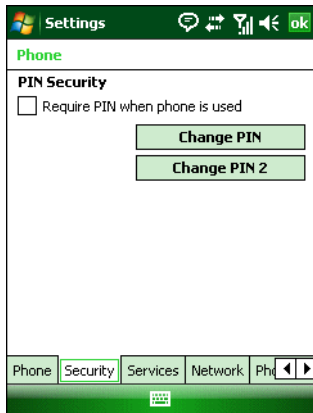 Settings
ok
Phone
PIN Security
Require PIN when phone is used
Change PIN
Change PIN 2
Phone Security Services Network